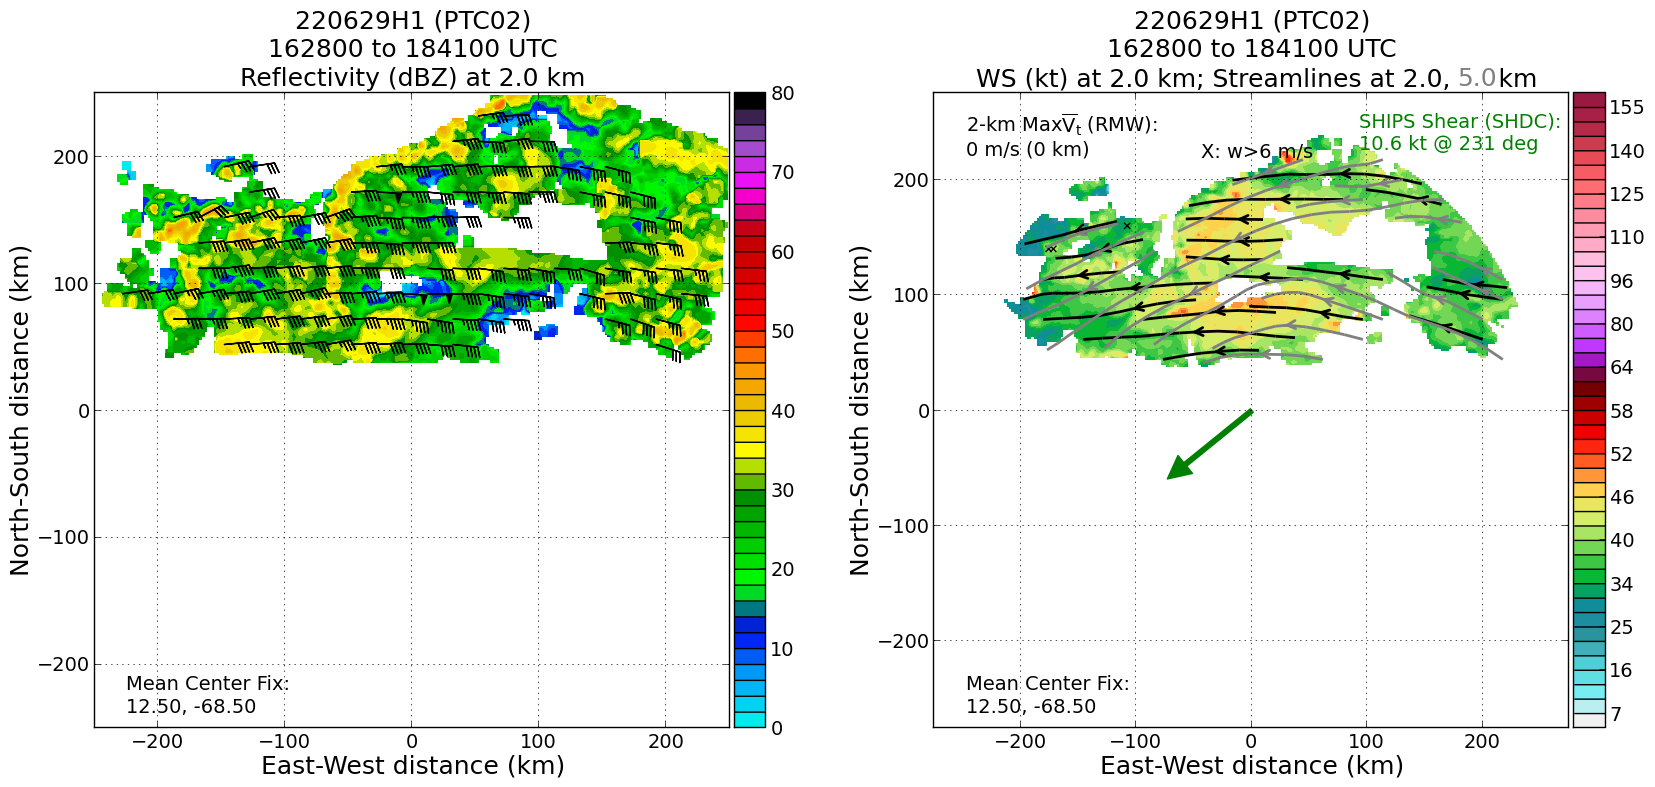 220629H1 (PTC02)
162800 to 184100 UTC
Reflectivity (dBZ) at 2.0 km
North-South distance (km)
200
100
0
−100
−200
Mean Center Fix:
12.50, -68.50
−200
−100
0
100
200
East-West distance (km)
80
70
60
50
40
30
20
10
0
220629H1 (PTC02)
162800 to 184100 UTC
WS (kt) at 2.0 km; Streamlines at 2.0, 5.0 km
North-South distance (km)
200
100
0
−100
−200
2-km Max V̅t (RMW):
0 m/s (0 km)
X: w>6 m/s
SHIPS Shear (SHDC):
10.6 kt @ 231 deg
Mean Center Fix:
12.50, -68.50
−200
−100
0
100
200
East-West distance (km)
155
140
125
110
96
80
64
58
52
46
40
34
25
16
7